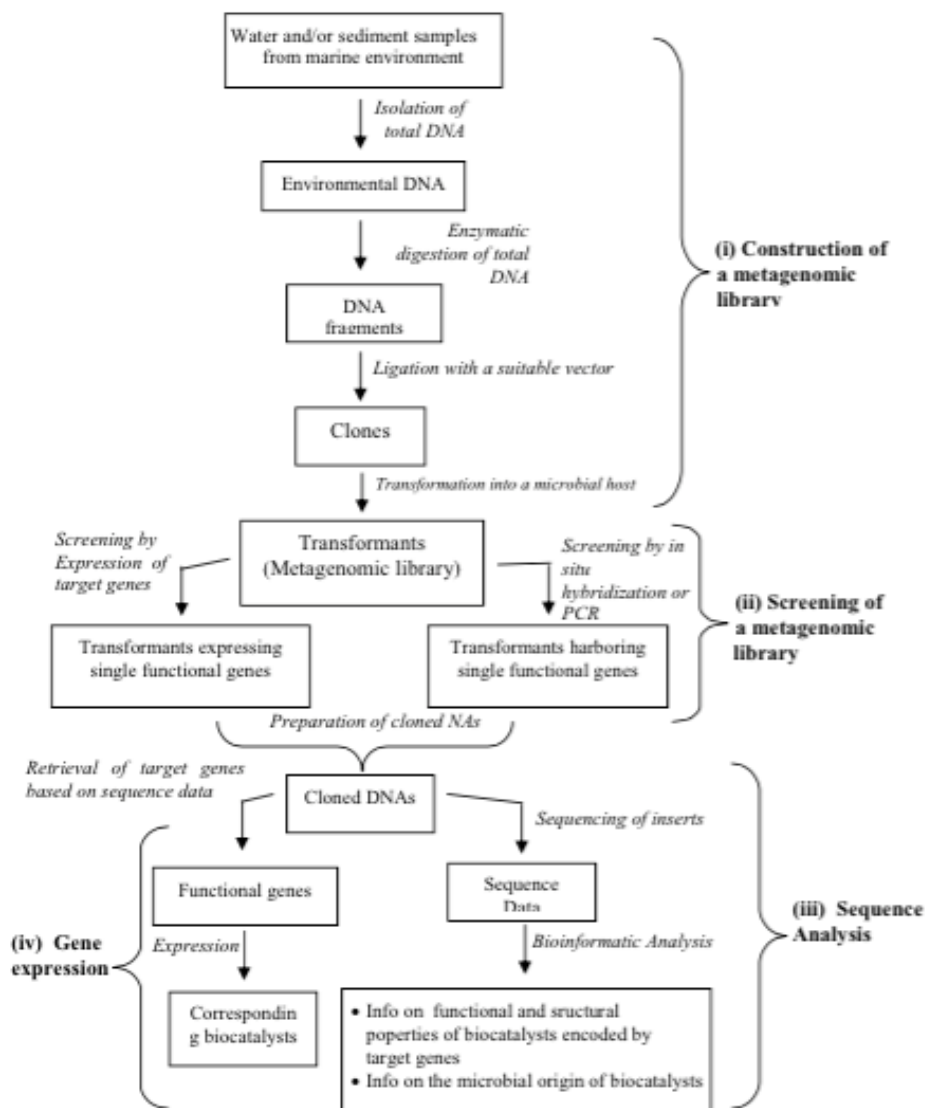 Water and/or sediment samples
from marine environment
Isolation of
total DNA
Environmental DNA
Enzymatic
digestion of total
DNA
(i) Construction of
a metagenomic
library
DNA
fragments
Ligation with a suitable vector
Clones
Transformation into a microbial host
Screening by
Expression of
target genes
Transformants
(Metagenomic library)
Screening by in
situ
hybridization or
PCR
(ii) Screening of
a metagenomic
library
Transformants expressing
single functional genes
Transformants harboring
single functional genes
Preparation of cloned NAs
Retrieval of target genes
based on sequence data
Cloned DNAs
Sequencing of inserts
Functional genes
Sequence
Data
(iii) Sequence
Analysis
(iv) Gene
expression
Expression
Bioinformatic Analysis
Correspondin
g biocatalysts
• Info on functional and sructural
poperties of biocatalysts encoded by
target genes
• Info on the microbial origin of biocatalysts